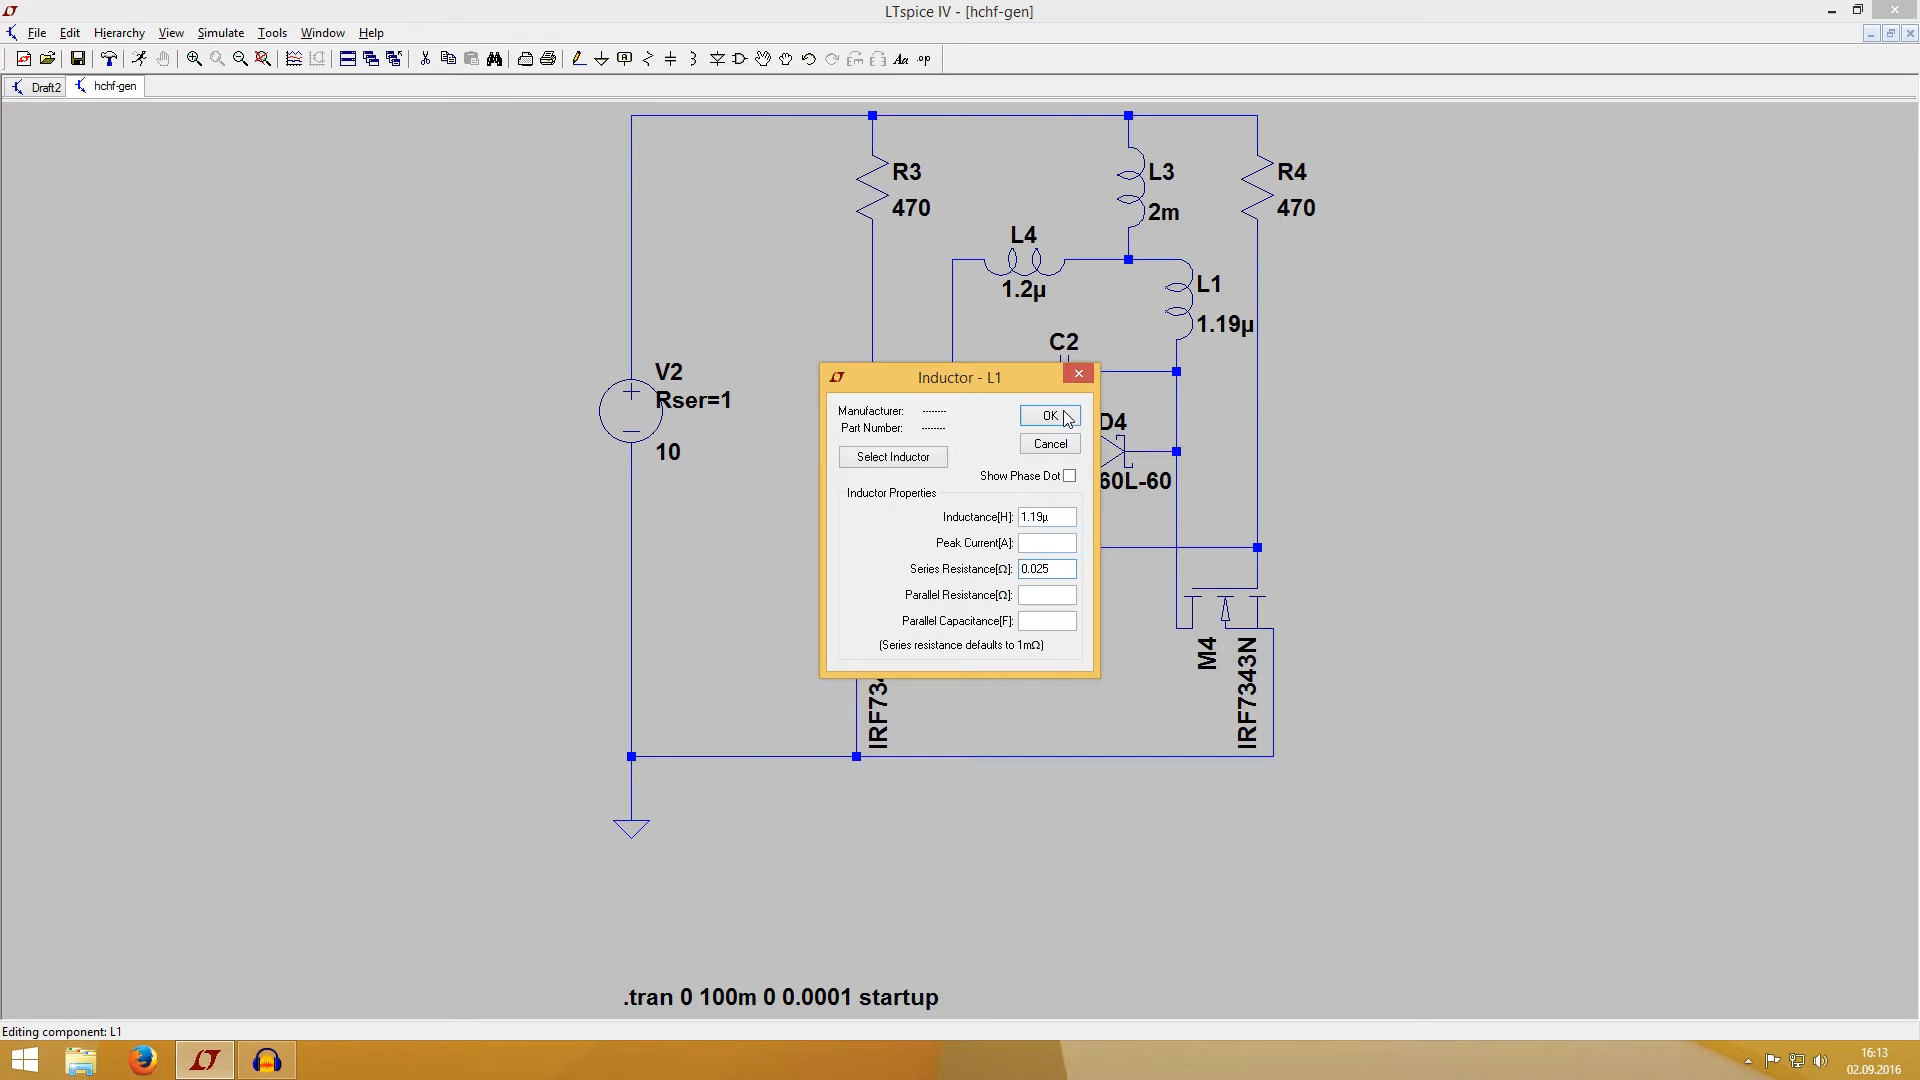 LTspice IV - [hchf-gen]
File Edit Hierarchy View Simulate Tools Window Help
Aa .op
Draft2 hchf-gen
R3
470
L3
2m
R4
470
L4
1.2µ
L1
1.19µ
C2
V2
Rser=1
10
D4
60L-60
Inductor - L1
Manufacturer: --------
Part Number: --------
OK
Cancel
Select Inductor
Show Phase Dot
Inductor Properties
Inductance[H]: 1.19µ
Peak Current[A]:
Series Resistance[Ω]: 0.025
Parallel Resistance[Ω]:
Parallel Capacitance[F]:
(Series resistance defaults to 1mΩ)
IRF734
M4
IRF7343N
.tran 0 100m 0 0.0001 startup
Editing component: L1
16:13
02.09.2016